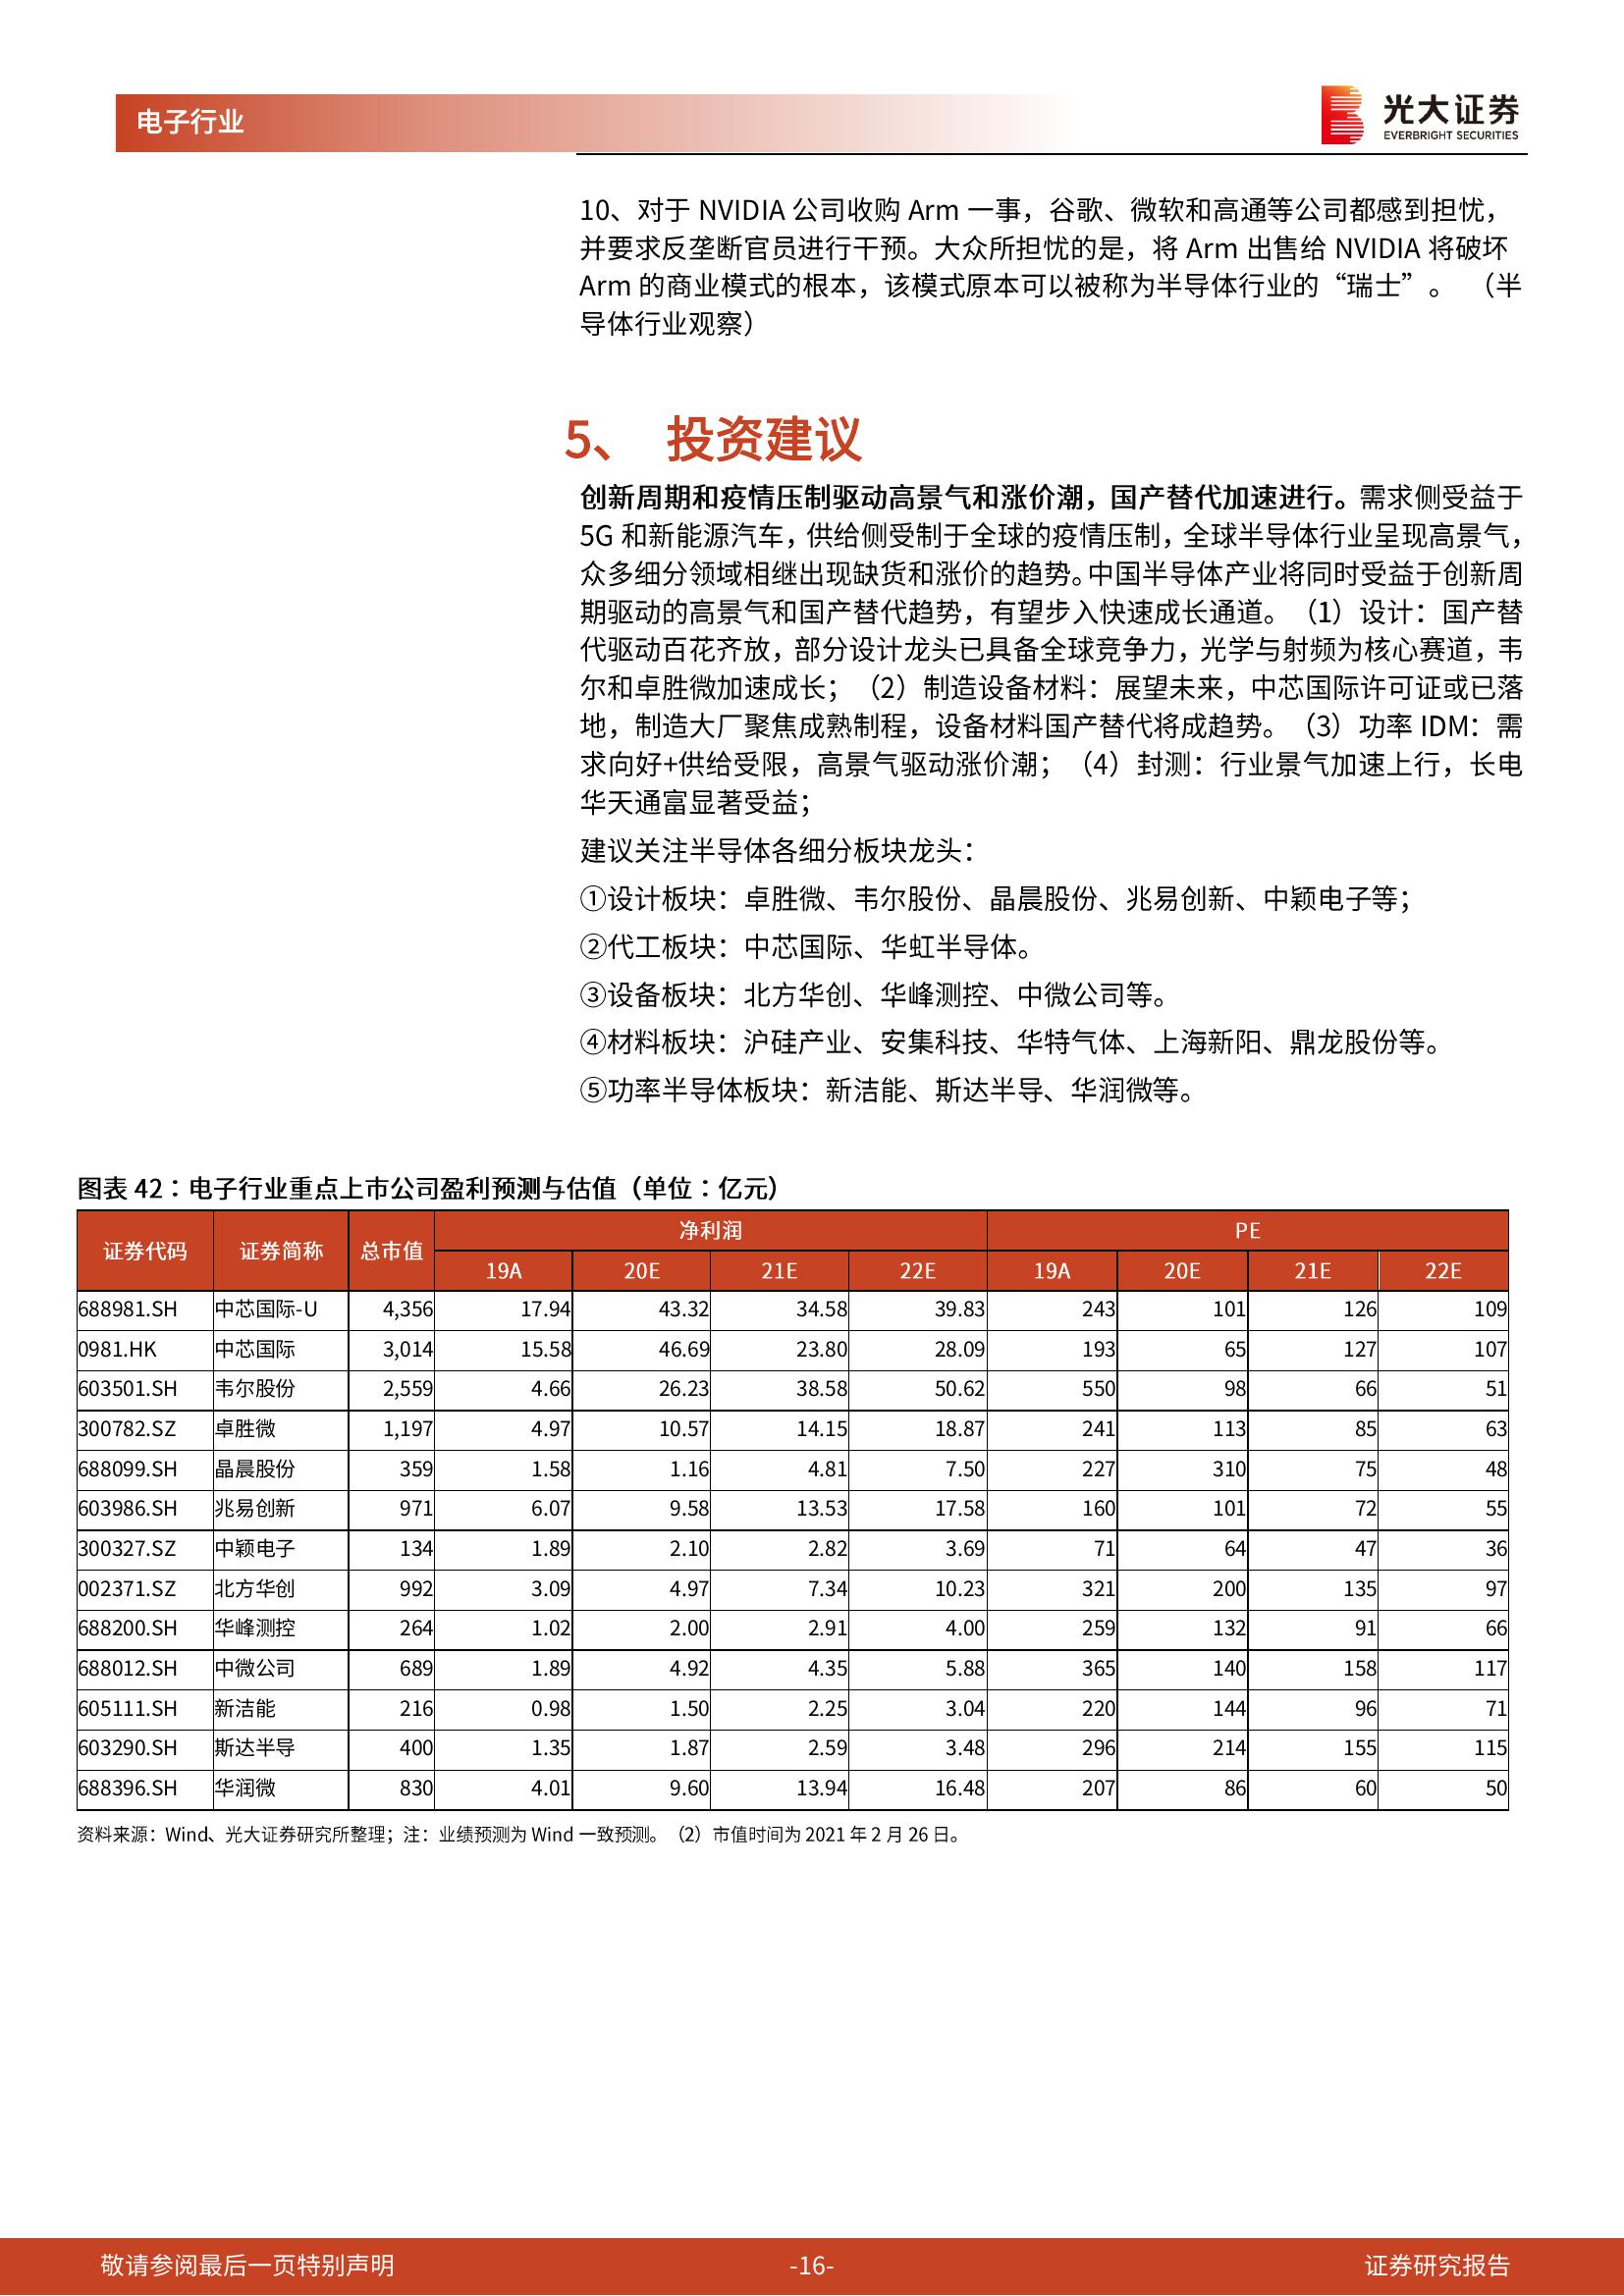 电子行业
光大证券
EVERBRIGHT SECURITIES
10、对于 NVIDIA 公司收购 Arm 一事，谷歌、微软和高通等公司都感到担忧，
并要求反垄断官员进行干预。大众所担忧的是，将 Arm 出售给 NVIDIA 将破坏
Arm 的商业模式的根本，该模式原本可以被称为半导体行业的“瑞士”。（半
导体行业观察）
5、 投资建议
创新周期和疫情压制驱动高景气和涨价潮，国产替代加速进行。需求侧受益于
5G 和新能源汽车，供给侧受制于全球的疫情压制，全球半导体行业呈现高景气，
众多细分领域相继出现缺货和涨价的趋势。中国半导体产业将同时受益于创新周
期驱动的高景气和国产替代趋势，有望步入快速成长通道。（1）设计：国产替
代驱动百花齐放，部分设计龙头已具备全球竞争力，光学与射频为核心赛道，韦
尔和卓胜微加速成长；（2）制造设备材料：展望未来，中芯国际许可证或已落
地，制造大厂聚焦成熟制程，设备材料国产替代将成趋势。（3）功率 IDM：需
求向好+供给受限，高景气驱动涨价潮；（4）封测：行业景气加速上行，长电
华天通富显著受益；
建议关注半导体各细分板块龙头：
①设计板块：卓胜微、韦尔股份、晶晨股份、兆易创新、中颖电子等；
②代工板块：中芯国际、华虹半导体。
③设备板块：北方华创、华峰测控、中微公司等。
④材料板块：沪硅产业、安集科技、华特气体、上海新阳、鼎龙股份等。
⑤功率半导体板块：新洁能、斯达半导、华润微等。
图表 42：电子行业重点上市公司盈利预测与估值（单位：亿元）
证券代码 证券简称 总市值 净利润 PE
19A 20E 21E 22E 19A 20E 21E 22E
688981.SH 中芯国际-U 4,356 17.94 43.32 34.58 39.83 243 101 126 109
0981.HK 中芯国际 3,014 15.58 46.69 23.80 28.09 193 65 127 107
603501.SH 韦尔股份 2,559 4.66 26.23 38.58 50.62 550 98 66 51
300782.SZ 卓胜微 1,197 4.97 10.57 14.15 18.87 241 113 85 63
688099.SH 晶晨股份 359 1.58 1.16 4.81 7.50 227 310 75 48
603986.SH 兆易创新 971 6.07 9.58 13.53 17.58 160 101 72 55
300327.SZ 中颖电子 134 1.89 2.10 2.82 3.69 71 64 47 36
002371.SZ 北方华创 992 3.09 4.97 7.34 10.23 321 200 135 97
688200.SH 华峰测控 264 1.02 2.00 2.91 4.00 259 132 91 66
688012.SH 中微公司 689 1.89 4.92 4.35 5.88 365 140 158 117
605111.SH 新洁能 216 0.98 1.50 2.25 3.04 220 144 96 71
603290.SH 斯达半导 400 1.35 1.87 2.59 3.48 296 214 155 115
688396.SH 华润微 830 4.01 9.60 13.94 16.48 207 86 60 50
资料来源：Wind、光大证券研究所整理；注：业绩预测为 Wind 一致预测。（2）市值时间为 2021 年 2 月 26 日。
敬请参阅最后一页特别声明 -16- 证券研究报告